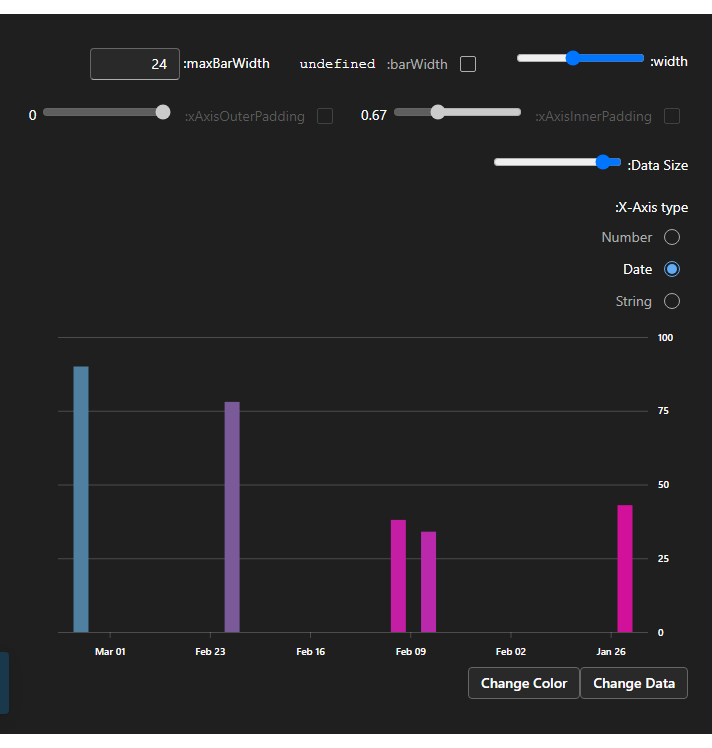 width:
barWidth: undefined
maxBarWidth: 24
xAxisInnerPadding: 0.67
xAxisOuterPadding: 0
Data Size:
X-Axis type:
Number
Date
String
100
75
50
25
0
Mar 01 Feb 23 Feb 16 Feb 09 Feb 02 Jan 26
Change Color Change Data